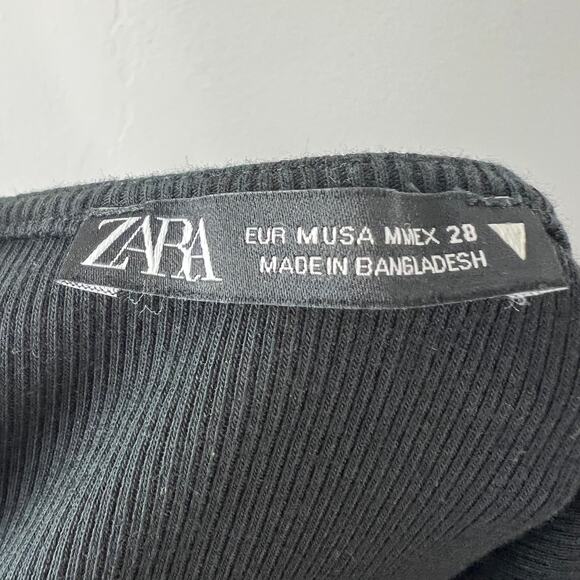 ZARA
EUR M USA M MEX 28
MADE IN BANGLADESH